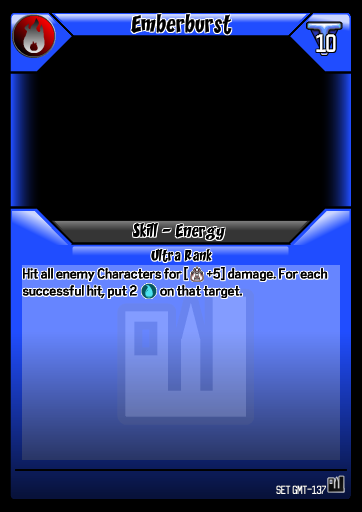 Emberburst
10
Skill - Energy
Ultra Rank
Hit all enemy Characters for [ +5] damage. For each
successful hit, put 2 on that target.
SET GMT-137